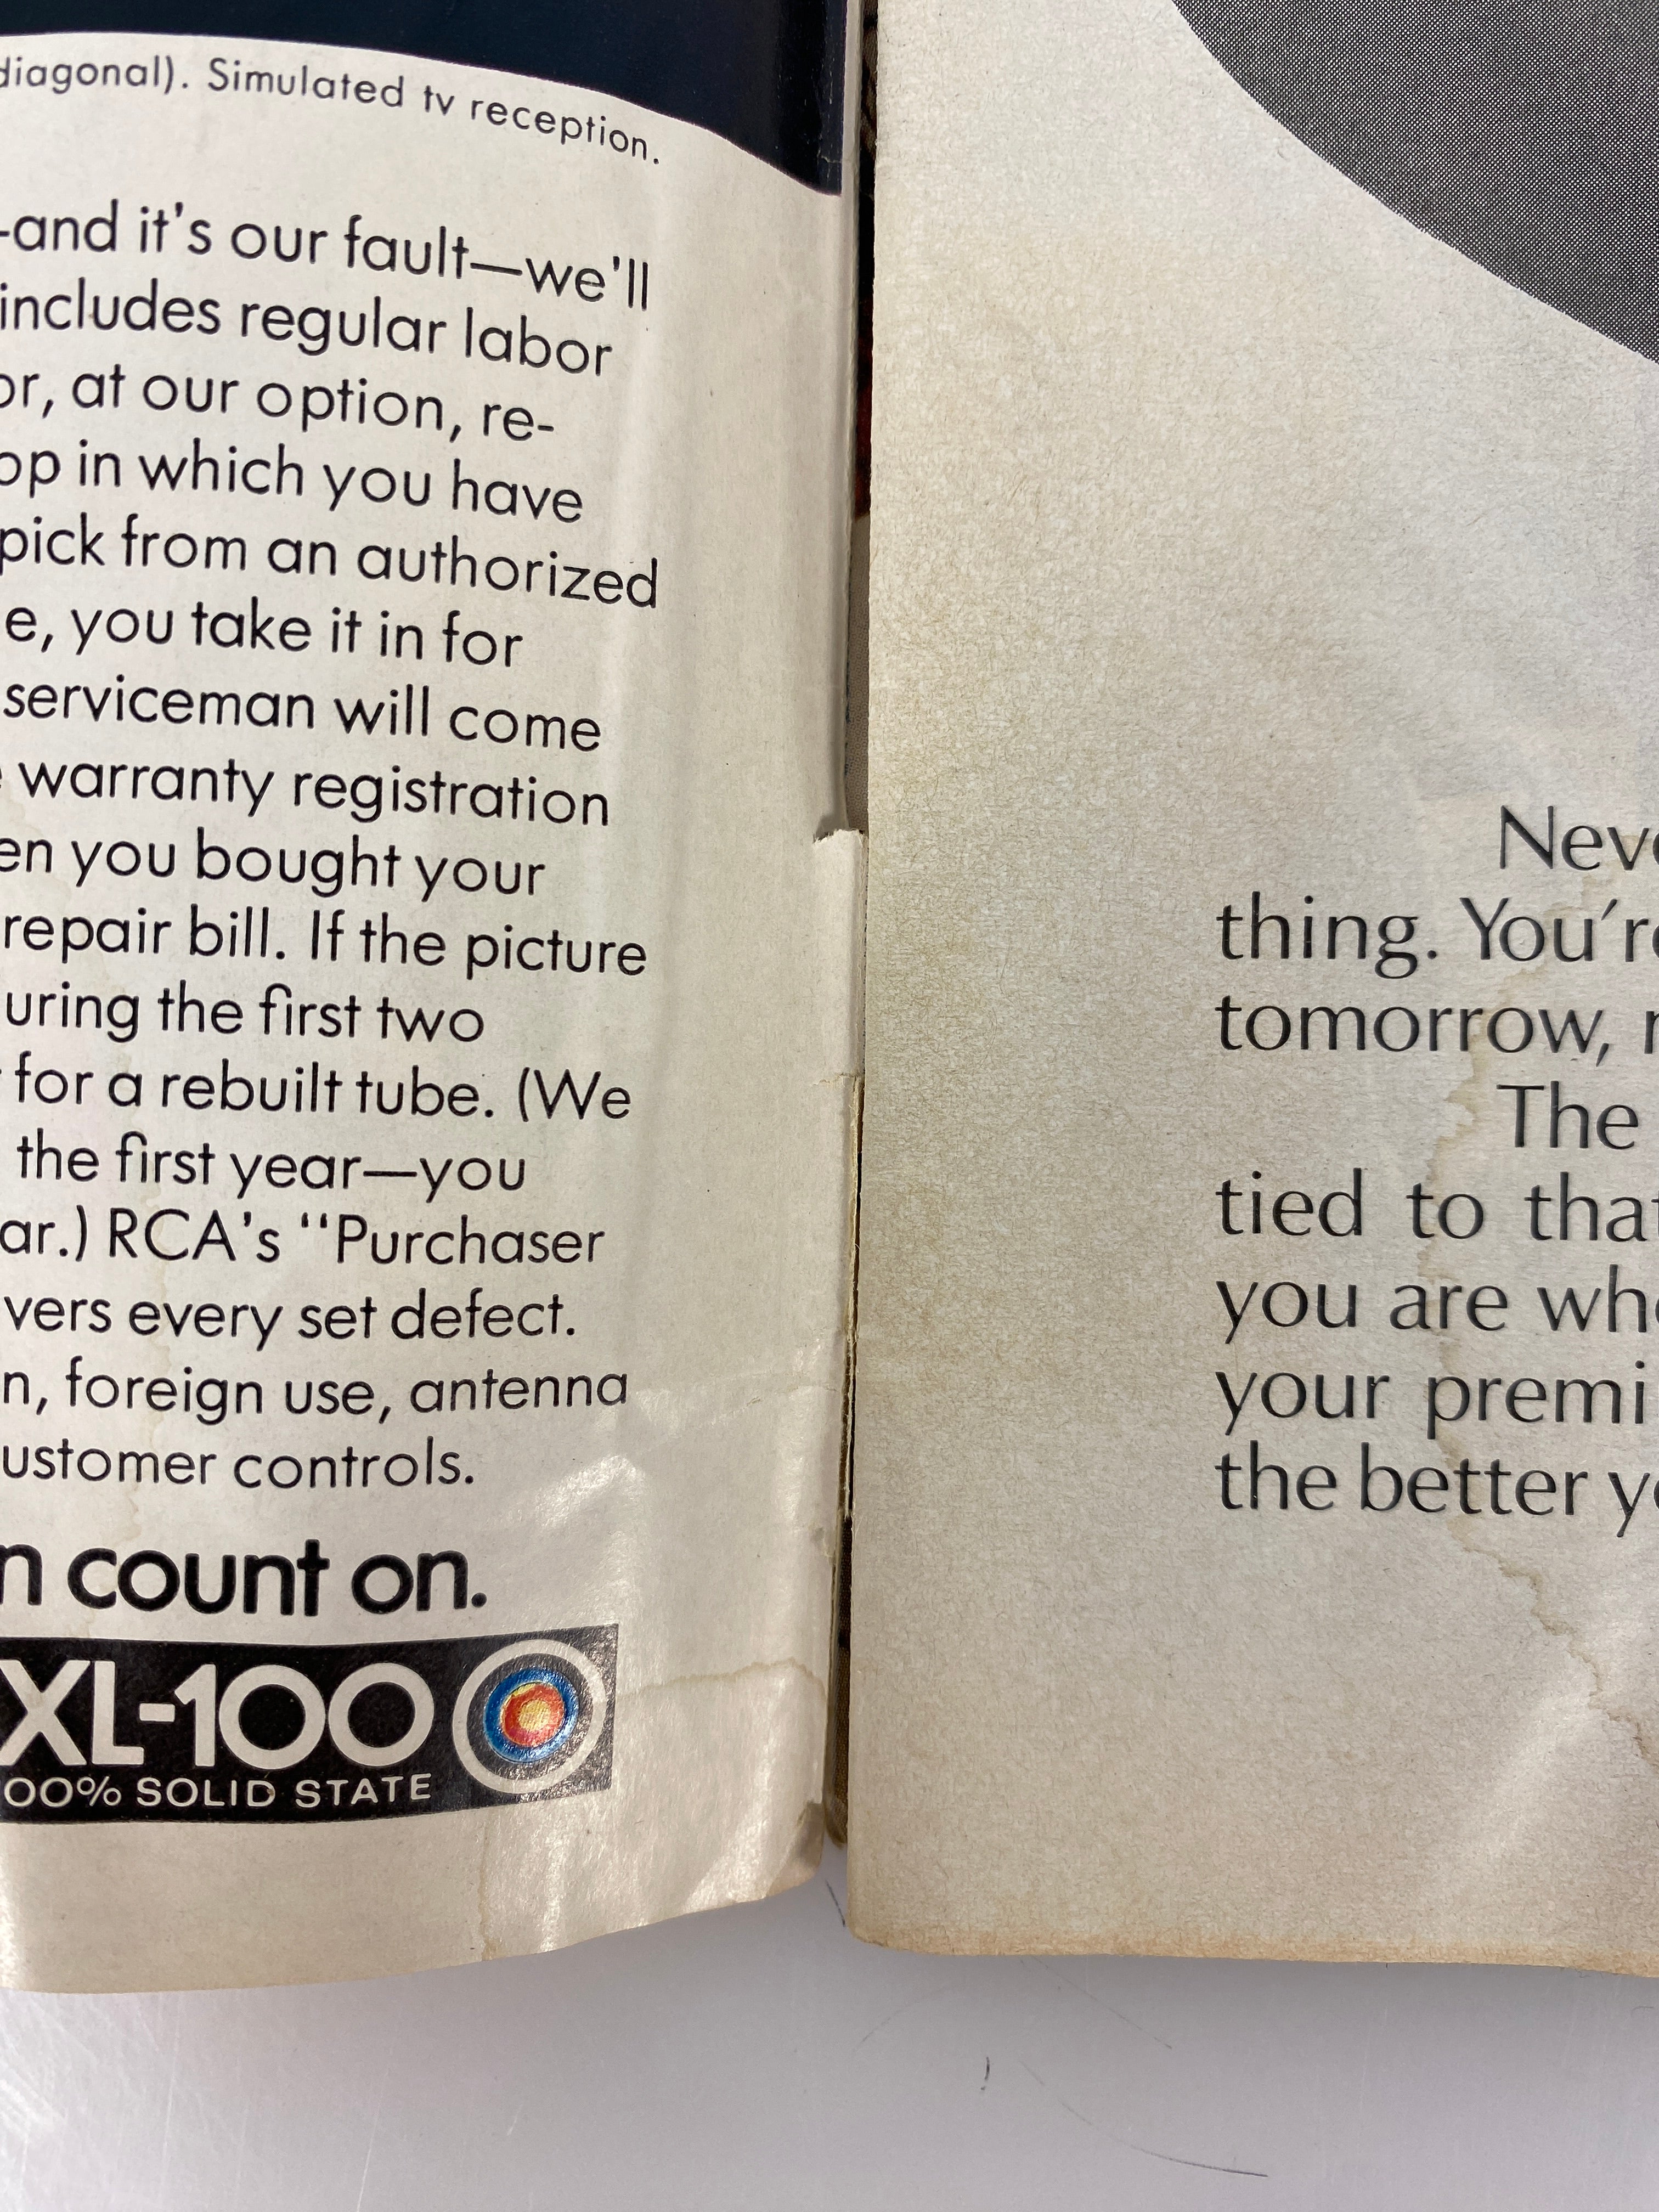 diagonal). Simulated tv reception.
-and it's our fault—we'll
includes regular labor
or, at our option, re-
op in which you have
pick from an authorized
e, you take it in for
serviceman will come
warranty registration
en you bought your
repair bill. If the picture
uring the first two
for a rebuilt tube. (We
the first year—you
ar.) RCA's "Purchaser
vers every set defect.
n, foreign use, antenna
ustomer controls.
n count on.
XL-100
00% SOLID STATE
Neve
thing. You're
tomorrow,
The
tied to that
you are who
your premi
the better yo